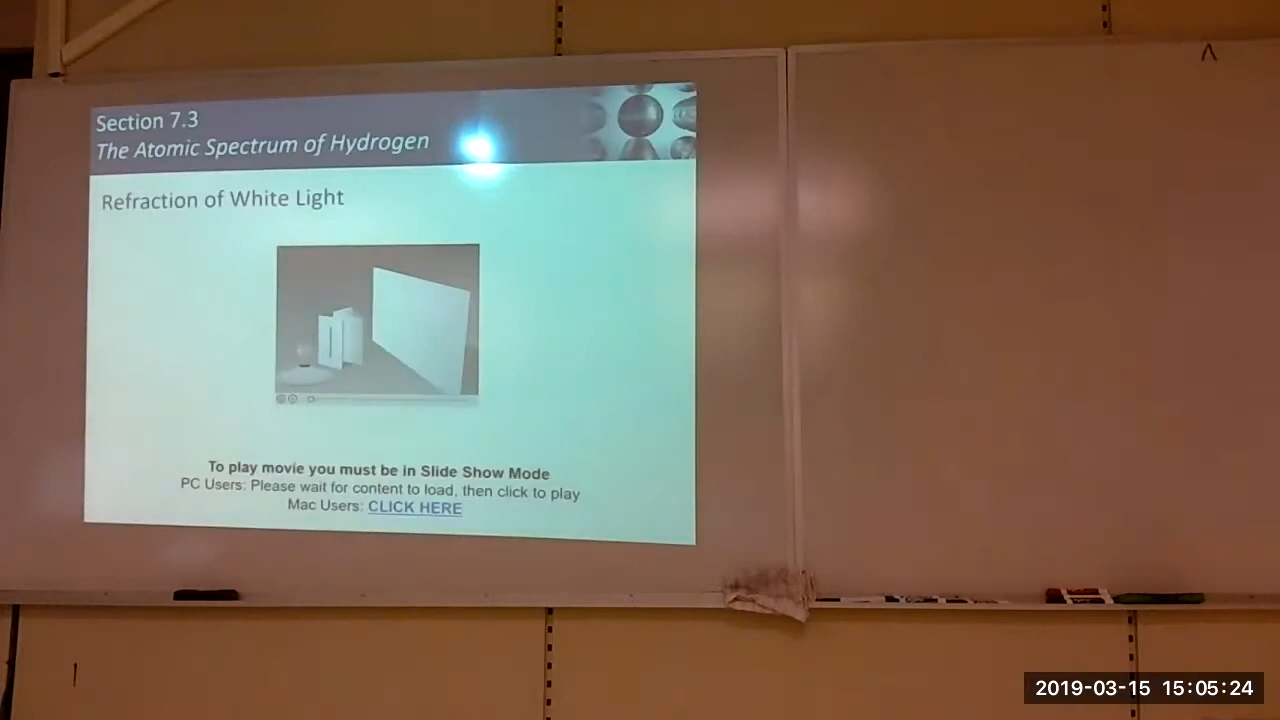 Section 7.3
The Atomic Spectrum of Hydrogen
Refraction of White Light
To play movie you must be in Slide Show Mode
PC Users: Please wait for content to load, then click to play
Mac Users: CLICK HERE
2019-03-15 15:05:24